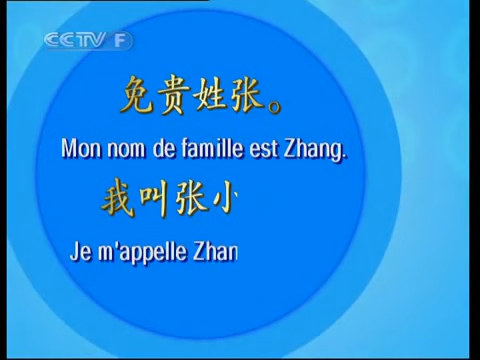 CCTV F
免贵姓张。
Mon nom de famille est Zhang.
我叫张小
Je m'appelle Zhan